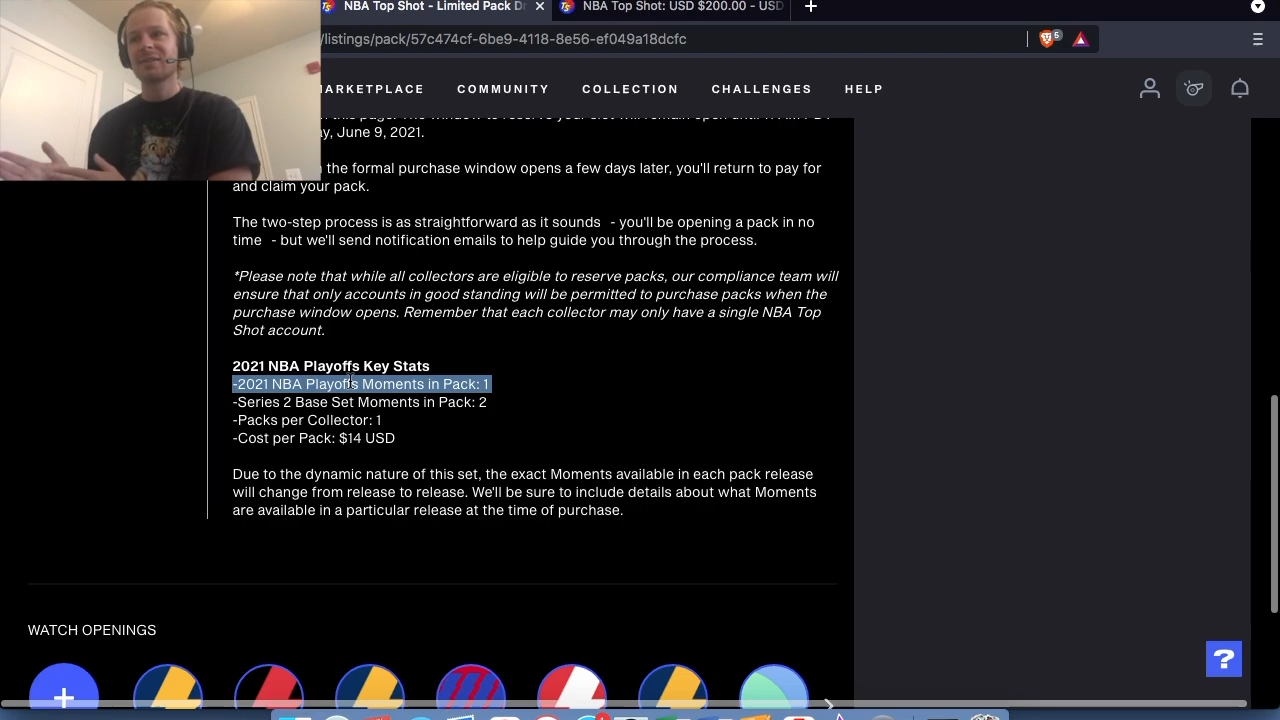 NBA Top Shot - Limited Pack Dr
NBA Top Shot: USD $200.00 - USD
/listings/pack/57c474cf-6be9-4118-8e56-ef049a18dcfc
5
MARKETPLACE COMMUNITY COLLECTION CHALLENGES HELP
y, June 9, 2021.
the formal purchase window opens a few days later, you'll return to pay for
and claim your pack.
The two-step process is as straightforward as it sounds - you'll be opening a pack in no
time - but we'll send notification emails to help guide you through the process.
*Please note that while all collectors are eligible to reserve packs, our compliance team will
ensure that only accounts in good standing will be permitted to purchase packs when the
purchase window opens. Remember that each collector may only have a single NBA Top
Shot account.
2021 NBA Playoffs Key Stats
-2021 NBA Playoffs Moments in Pack: 1
-Series 2 Base Set Moments in Pack: 2
-Packs per Collector: 1
-Cost per Pack: $14 USD
Due to the dynamic nature of this set, the exact Moments available in each pack release
will change from release to release. We'll be sure to include details about what Moments
are available in a particular release at the time of purchase.
WATCH OPENINGS
?